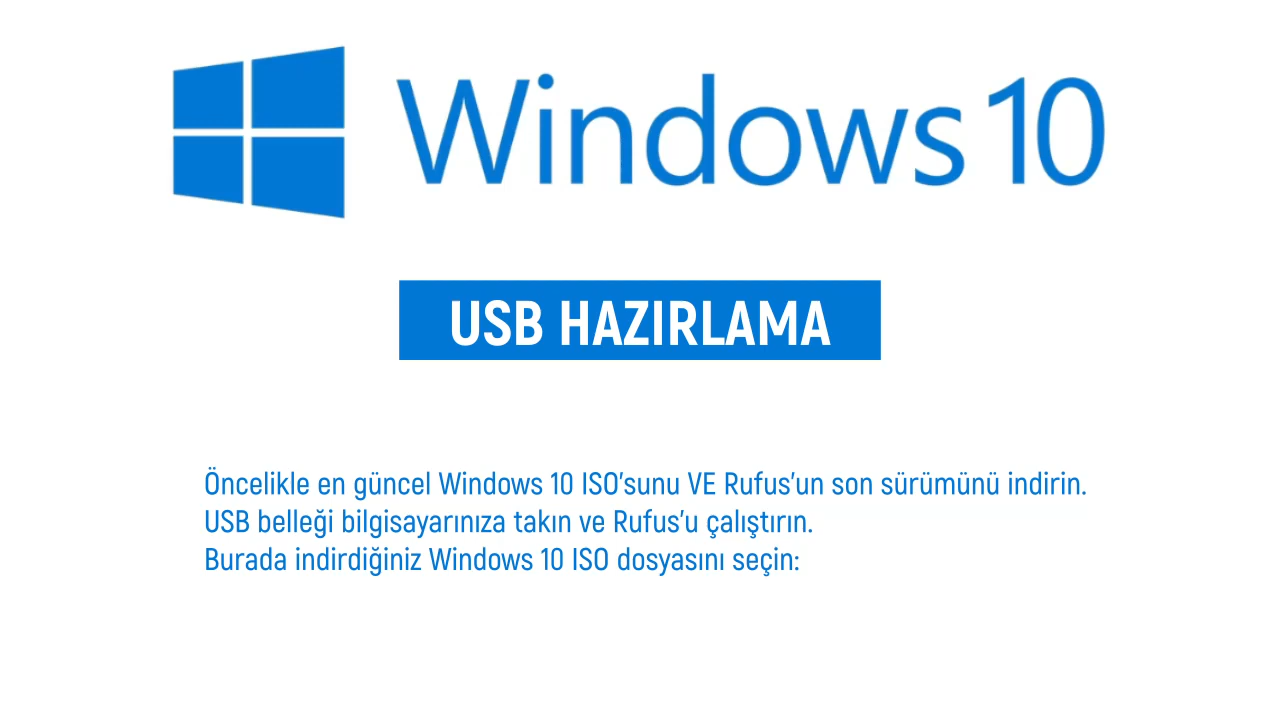 Windows 10
USB HAZIRLAMA
Öncelikle en güncel Windows 10 ISO'sunu VE Rufus'un son sürümünü indirin.
USB belleği bilgisayarınıza takın ve Rufus'u çalıştırın.
Burada indirdiğiniz Windows 10 ISO dosyasını seçin: